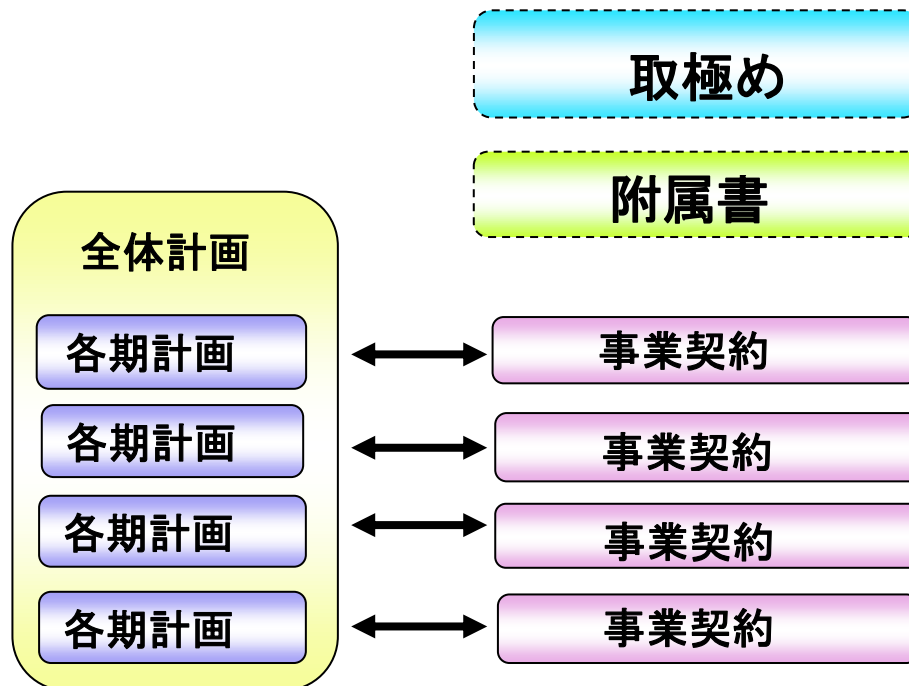 取極め
附属書
全体計画
各期計画
事業契約
各期計画
事業契約
各期計画
事業契約
各期計画
事業契約